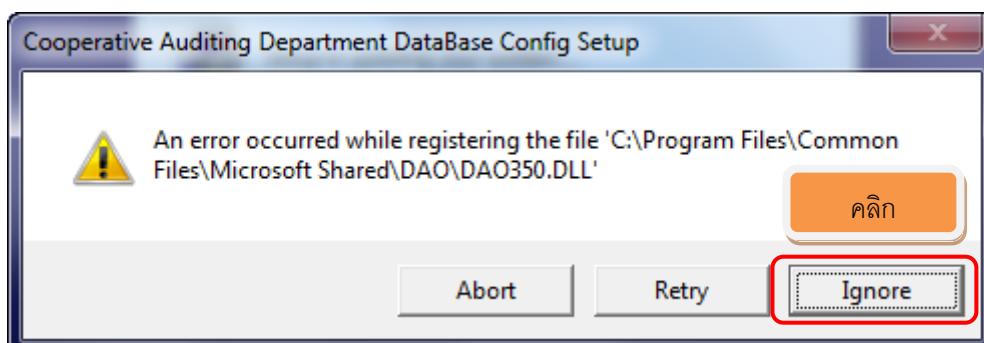 Cooperative Auditing Department DataBase Config Setup
An error occurred while registering the file 'C:\Program Files\Common
Files\Microsoft Shared\DAO\DAO350.DLL'
คลิก
Abort Retry Ignore